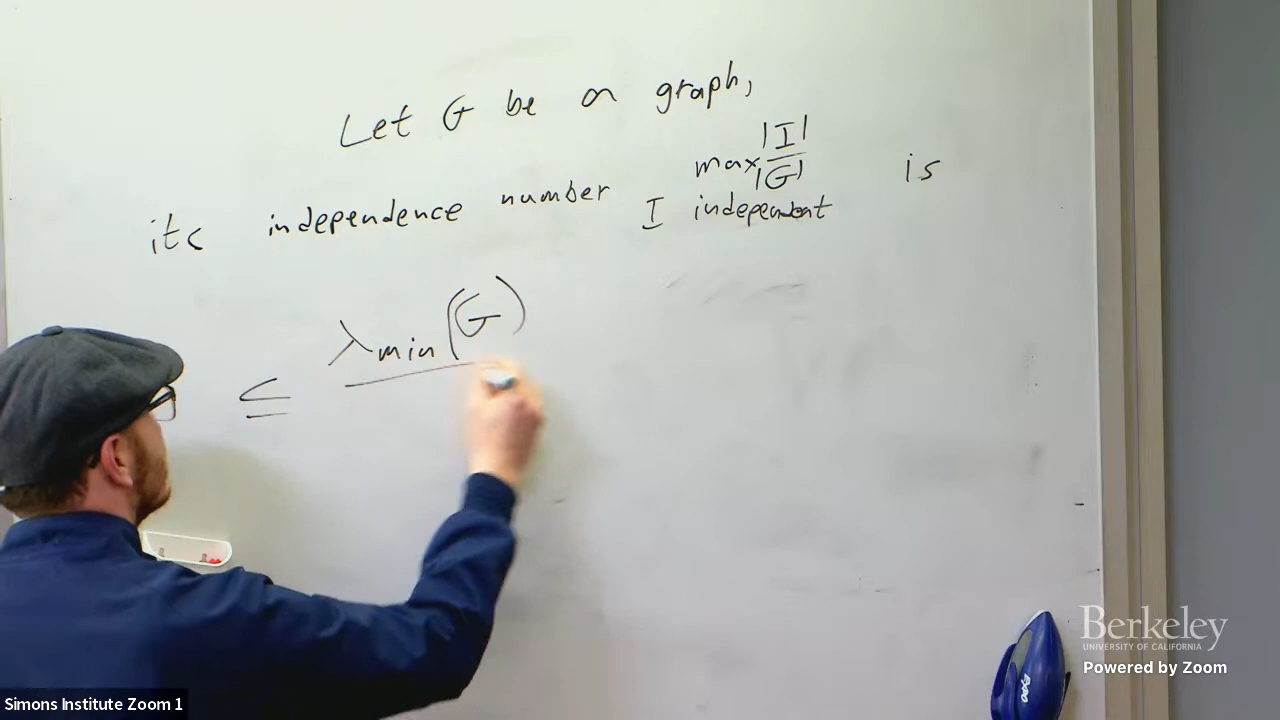 Let G be a graph,
its independence number max |I| / |G| is
I independent
≤ λmin(G)
Berkeley
UNIVERSITY OF CALIFORNIA
Powered by Zoom
EXPO
Simons Institute Zoom 1